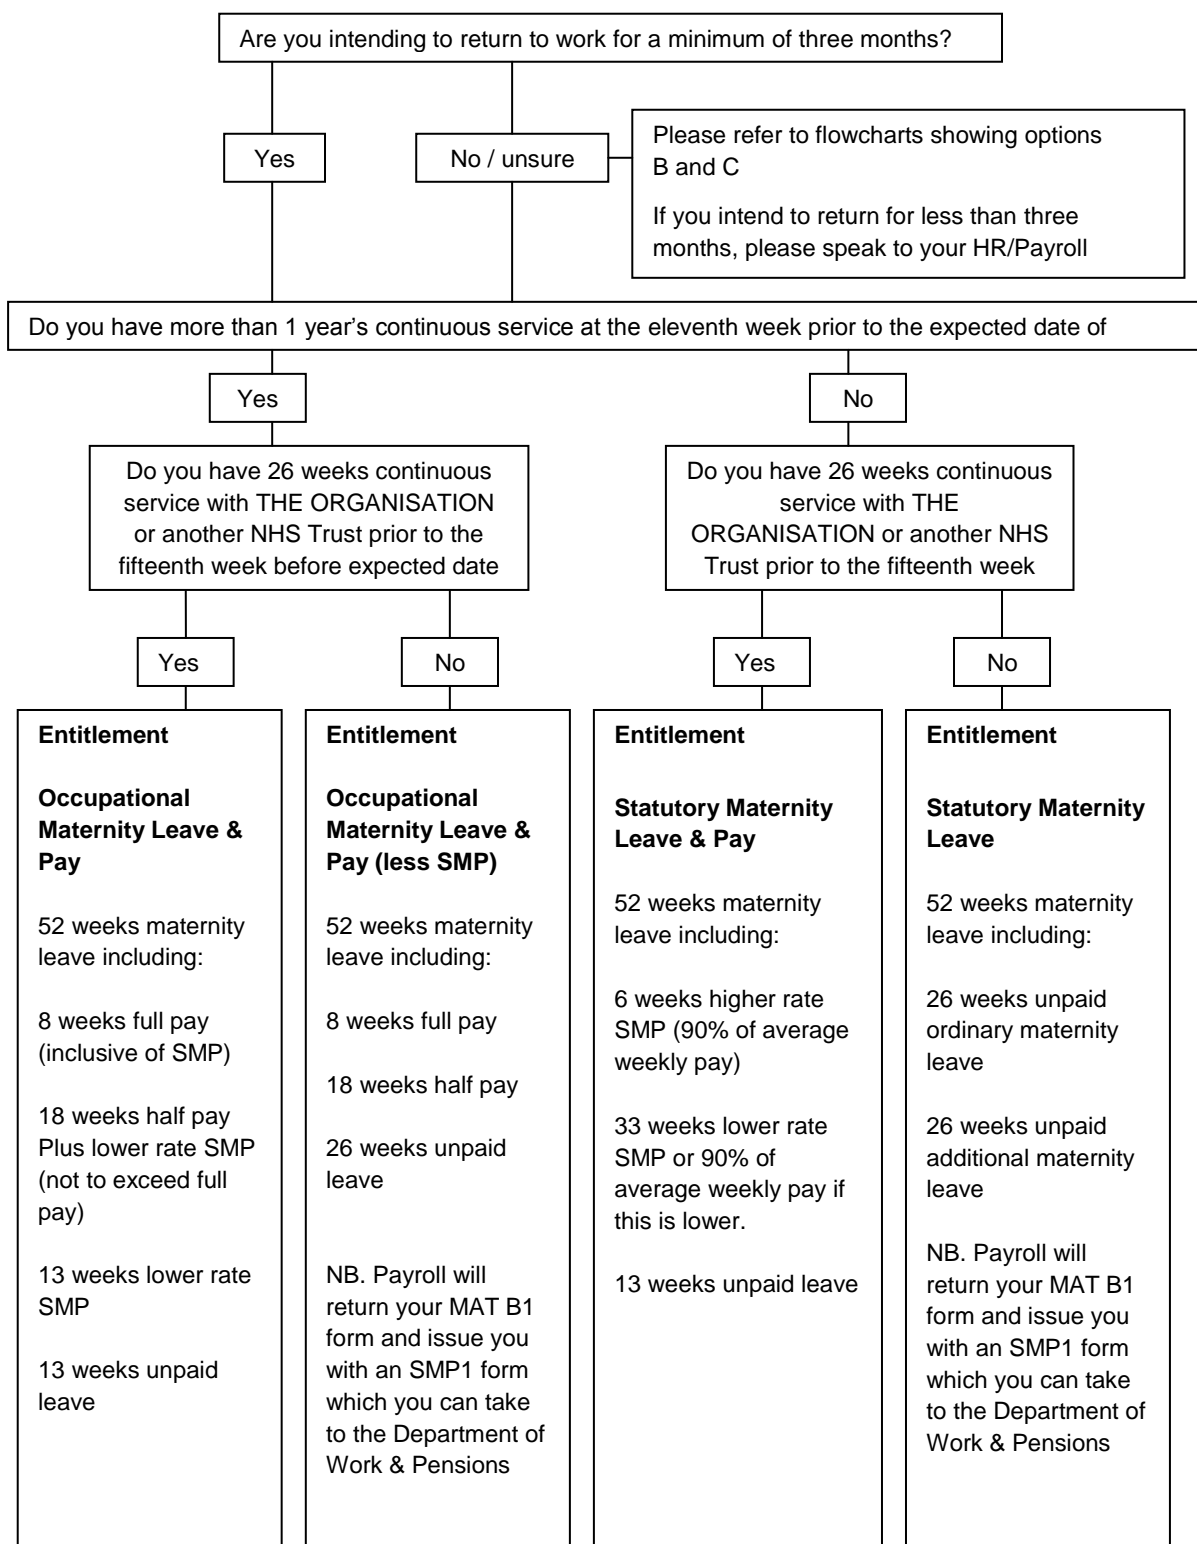 Are you intending to return to work for a minimum of three months?
Yes
No / unsure
Please refer to flowcharts showing options
B and C
If you intend to return for less than three
months, please speak to your HR/Payroll
Do you have more than 1 year's continuous service at the eleventh week prior to the expected date of
Yes
No
Do you have 26 weeks continuous
service with THE ORGANISATION
or another NHS Trust prior to the
fifteenth week before expected date
Do you have 26 weeks continuous
service with THE
ORGANISATION or another NHS
Trust prior to the fifteenth week
Yes
No
Yes
No
Entitlement
Occupational
Maternity Leave &
Pay
52 weeks maternity
leave including:
8 weeks full pay
(inclusive of SMP)
18 weeks half pay
Plus lower rate SMP
(not to exceed full
pay)
13 weeks lower rate
SMP
13 weeks unpaid
leave
Entitlement
Occupational
Maternity Leave &
Pay (less SMP)
52 weeks maternity
leave including:
8 weeks full pay
18 weeks half pay
26 weeks unpaid
leave
NB. Payroll will
return your MAT B1
form and issue you
with an SMP1 form
which you can take
to the Department of
Work & Pensions
Entitlement
Statutory Maternity
Leave & Pay
52 weeks maternity
leave including:
6 weeks higher rate
SMP (90% of average
weekly pay)
33 weeks lower rate
SMP or 90% of
average weekly pay if
this is lower.
13 weeks unpaid leave
Entitlement
Statutory Maternity
Leave
52 weeks maternity
leave including:
26 weeks unpaid
ordinary maternity
leave
26 weeks unpaid
additional maternity
leave
NB. Payroll will
return your MAT B1
form and issue you
with an SMP1 form
which you can take
to the Department of
Work & Pensions